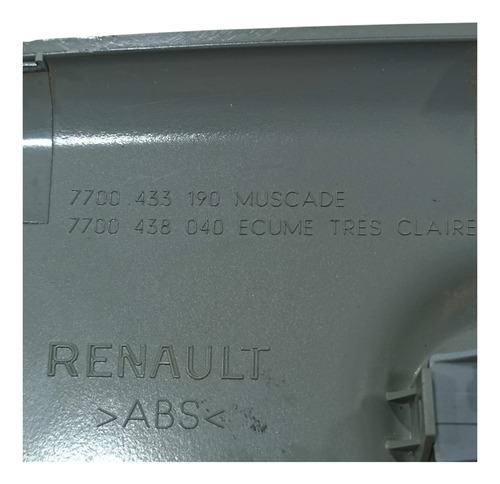 7700 433 190 MUSCADE
7700 438 040 ECUME TRES CLAIRE
RENAULT
>ABS<